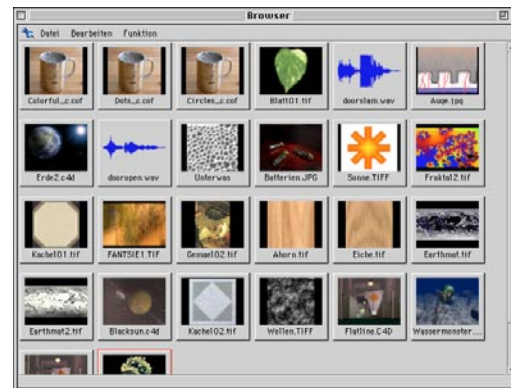 Browser
Datei Bearbeiten Funktion
Colorful_c.cof Dots_c.cof Circles_c.cof Blatt01.tif doorslam.wav Auge.jpg
Erde2.c4d dooropen.wav Unterwas Batterien.JPG Sonne.TIFF Fraktal2.tif
Kachel01.tif FANTSIE1.TIF Gemael02.tif Ahorn.tif Eiche.tif Earthmat.tif
Earthmat2.tif Blacksun.c4d Kachel02.tif Wellen.TIFF Flatline.C4D Wassermonster....